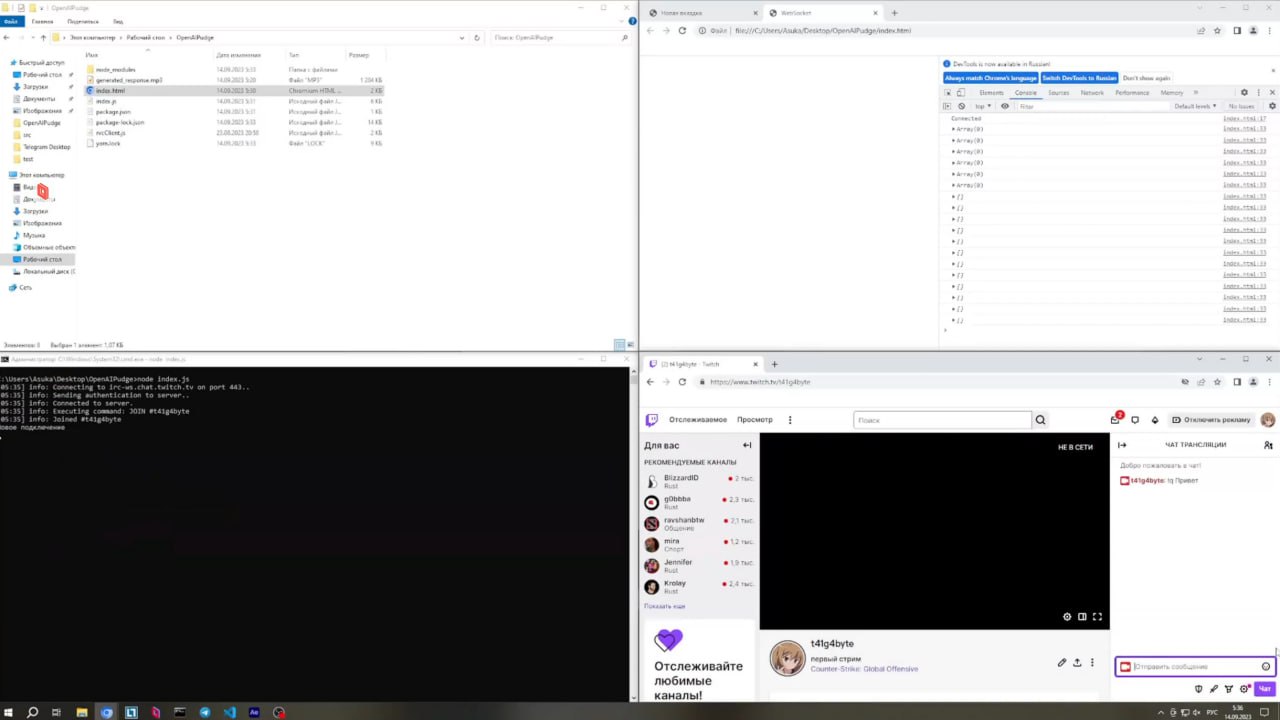 OpenAIPudge
Файл
Главная
Поделиться
Вид
Этот компьютер > Рабочий стол > OpenAIPudge
Поиск: OpenAIPudge
Быстрый доступ
Рабочий стол
Загрузки
Документы
Изображения
OpenAIPudge
src
Telegram Desktop
test
Этот компьютер
Загрузки
Изображения
Музыка
Объемные объект
Рабочий стол
Локальный диск (C
Сеть
Имя Дата изменения Тип Размер
node_modules 14.09.2023 5:33 Папка с файлами
generated_response.mp3 14.09.2023 5:28 Файл "MP3" 1 234 КБ
index.html 14.09.2023 5:30 Chromium HTML ... 2 КБ
index.js 14.09.2023 5:31 Исходный файл J... 6 КБ
package.json 14.09.2023 5:33 Исходный файл J... 1 КБ
package-lock.json 14.09.2023 5:33 Исходный файл J... 14 КБ
nvcClient.js 23.08.2023 20:50 Исходный файл J... 2 КБ
yarn.lock 14.09.2023 5:33 Файл "LOCK" 9 КБ
Элементов: 8 Выбран 1 элемент: 1,07 КБ
Новая вкладка
WebSocket
Файл
file:///C:/Users/Asuka/Desktop/OpenAIPudge/index.html
DevTools is now available in Russian!
Always match Chrome's language
Switch DevTools to Russian
Don't show again
Elements Console Sources Network Performance Memory »
top
Filter
Default levels
No Issues
Connected index.html:17
Array(0) index.html:33
Array(0) index.html:33
Array(0) index.html:33
Array(0) index.html:33
Array(0) index.html:33
Array(0) index.html:33
{} index.html:33
{} index.html:33
{} index.html:33
{} index.html:33
{} index.html:33
{} index.html:33
{} index.html:33
{} index.html:33
{} index.html:33
{} index.html:33
{} index.html:33
{} index.html:33
Администратор: C:\Windows\System32\cmd.exe - node index.js
:\Users\Asuka\Desktop\OpenAIPudge>node index.js
05:35] info: Connecting to irc-ws.chat.twitch.tv on port 443..
05:35] info: Sending authentication to server..
05:35] info: Connected to server.
05:35] info: Executing command: JOIN #t41g4byte
05:35] info: Joined #t41g4byte
овое подключение
(2) t41g4byte - Twitch
https://www.twitch.tv/t41g4byte
Отслеживаемое
Просмотр
Поиск
2
Отключить рекламу
Для вас
РЕКОМЕНДУЕМЫЕ КАНАЛЫ
BlizzardID 2 тыс.
Rust
g0bbba 2,3 тыс.
Rust
ravshanbtw 2,1 тыс.
Общение
mira 1,2 тыс.
Спорт
Jennifer 1,9 тыс.
Rust
Krolay 2,4 тыс.
Rust
Показать еще
Отслеживайте
любимые
каналы!
НЕ В СЕТИ
t41g4byte
первый стрим
Counter-Strike: Global Offensive
ЧАТ ТРАНСЛЯЦИИ
Добро пожаловать в чат!
t41g4byte: !q Привет
Отправить сообщение
Чат
РУС
5:36
14.09.2023